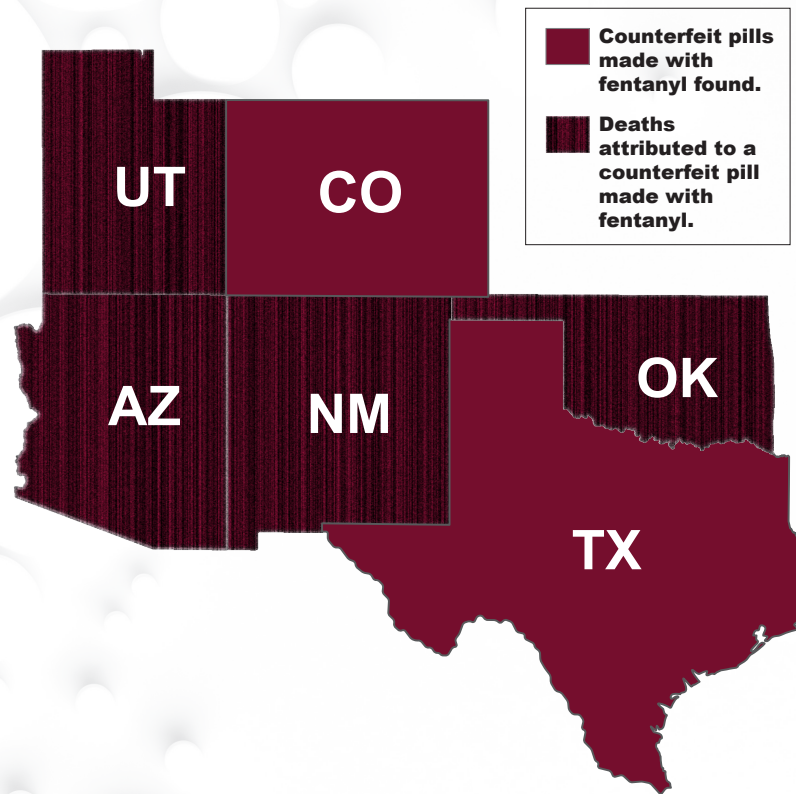 Counterfeit pills
made with
fentanyl found.
Deaths
attributed to a
counterfeit pill
made with
fentanyl.
UT
CO
AZ
NM
OK
TX